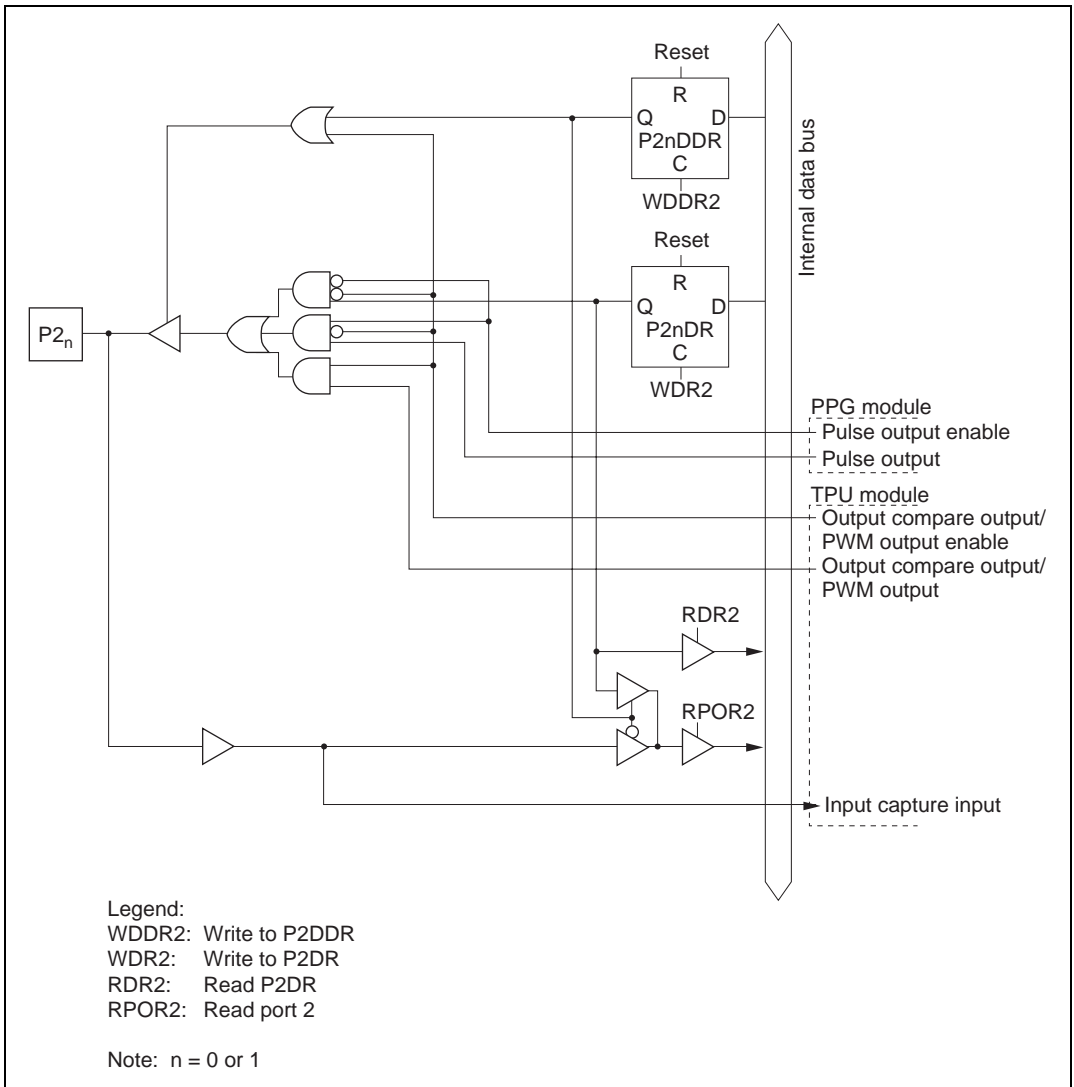 Reset
R
Q D
P2nDDR
C
WDDR2
Internal data bus
Reset
R
Q D
P2nDR
C
WDR2
P2n
PPG module
Pulse output enable
Pulse output
TPU module
Output compare output/
PWM output enable
Output compare output/
PWM output
RDR2
RPOR2
Input capture input
Legend:
WDDR2: Write to P2DDR
WDR2: Write to P2DR
RDR2: Read P2DR
RPOR2: Read port 2
Note: n = 0 or 1